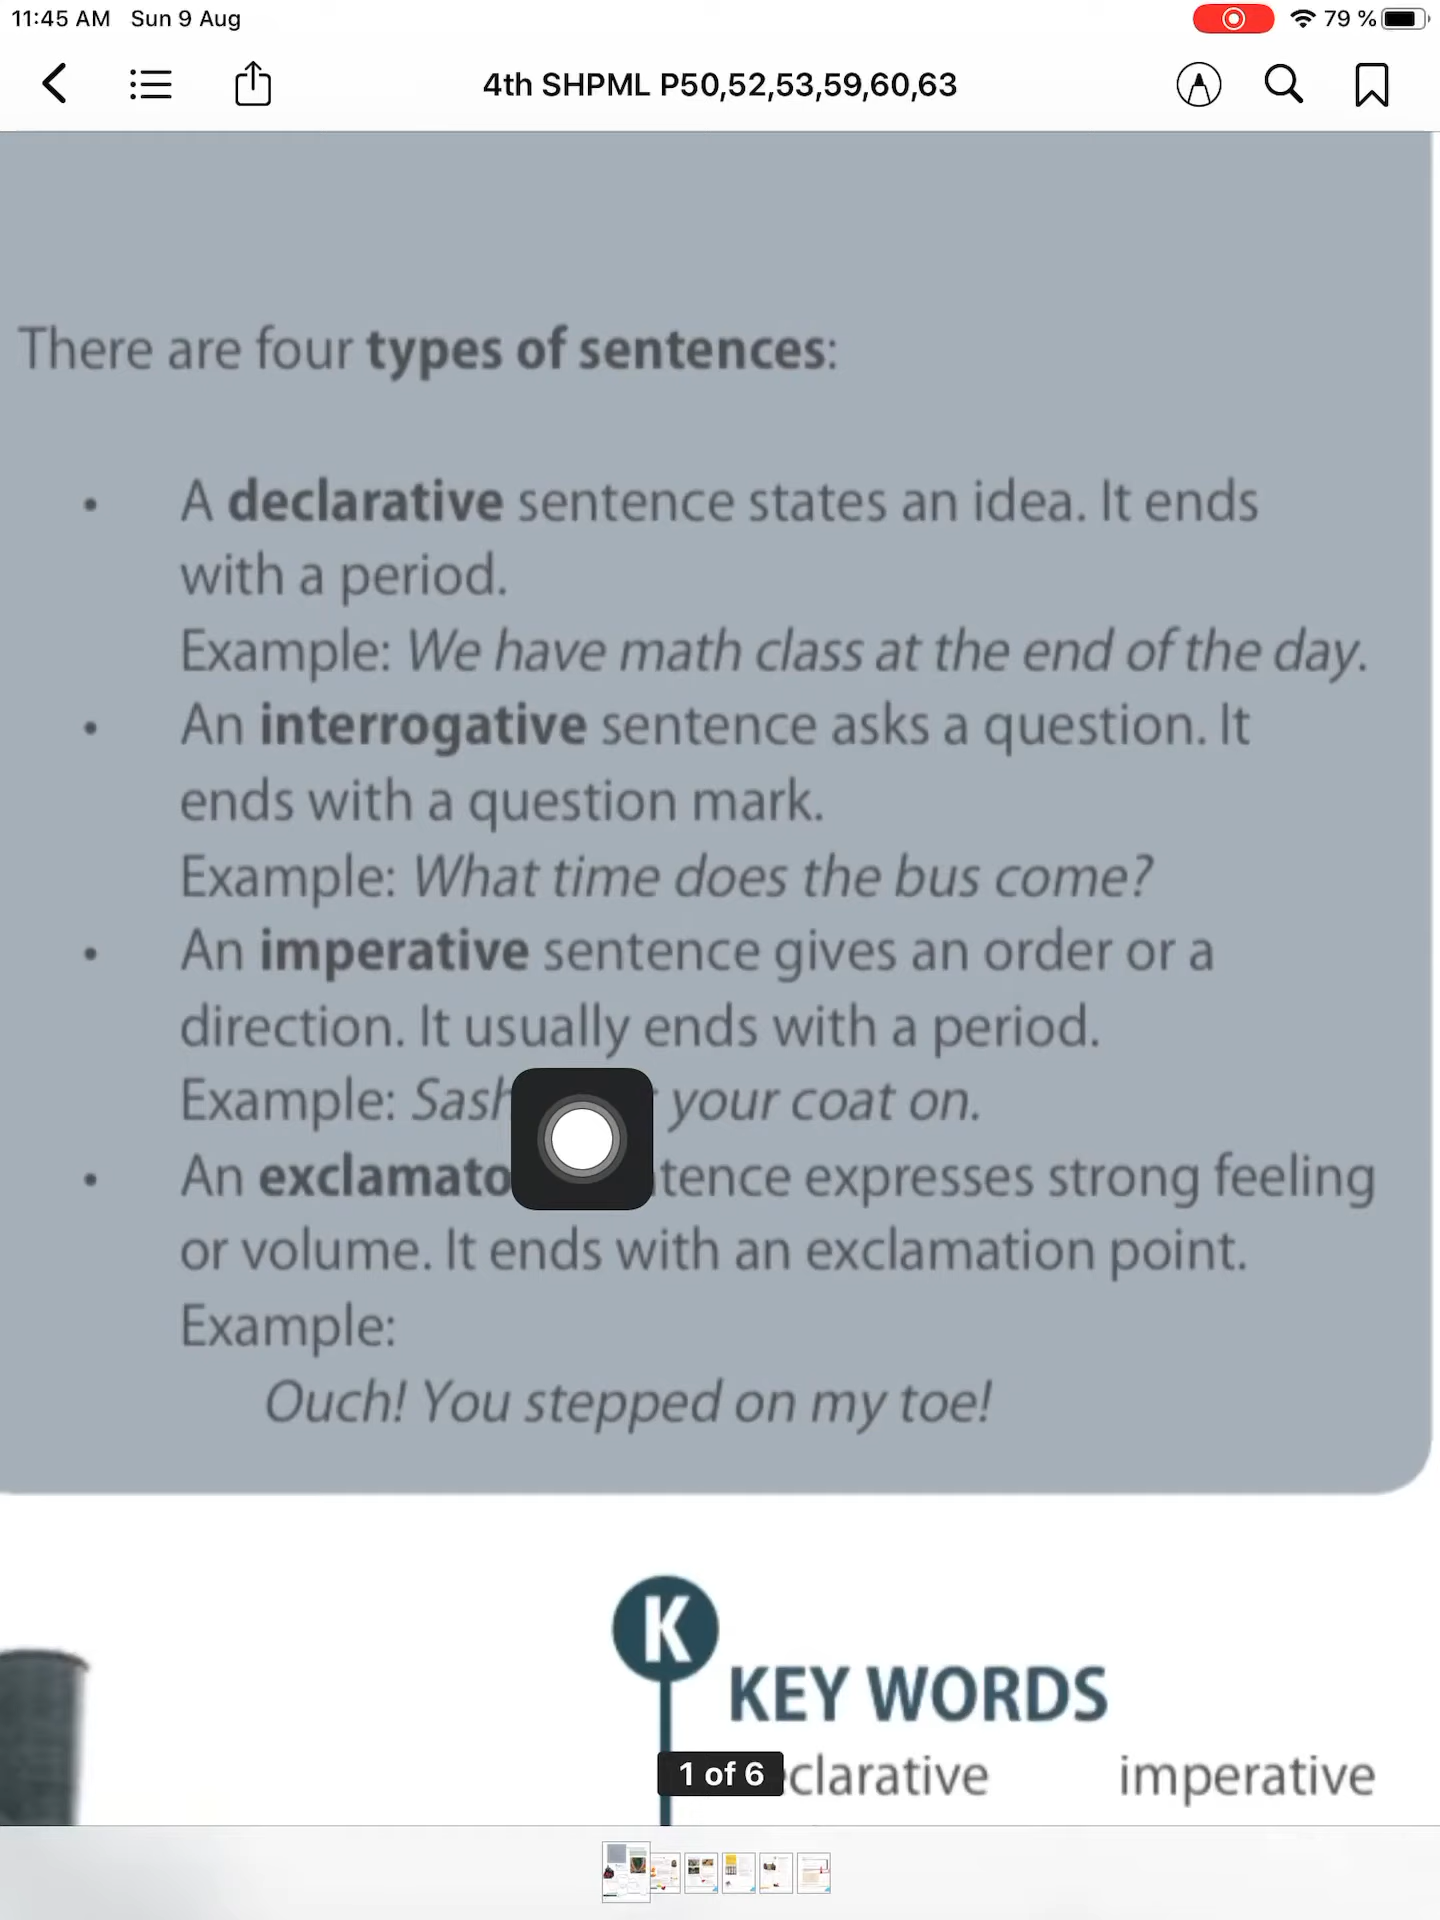 11:45 AM Sun 9 Aug
79 %
4th SHPML P50,52,53,59,60,63
There are four types of sentences:
• A declarative sentence states an idea. It ends
with a period.
Example: We have math class at the end of the day.
• An interrogative sentence asks a question. It
ends with a question mark.
Example: What time does the bus come?
• An imperative sentence gives an order or a
direction. It usually ends with a period.
Example: your coat on.
• An expresses strong feeling
or volume. It ends with an exclamation point.
Example:
Ouch! You stepped on my toe!
K
KEY WORDS
1 of 6
imperative